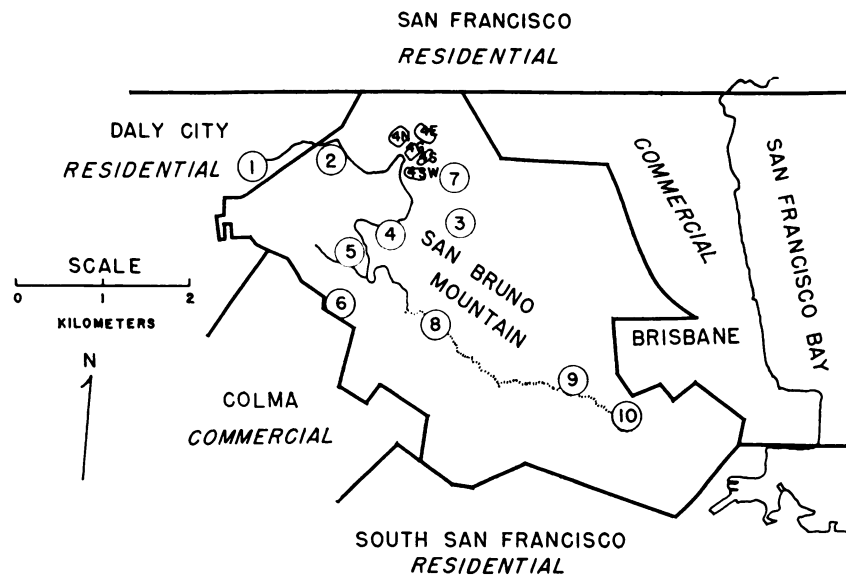 SAN FRANCISCO
RESIDENTIAL
DALY CITY
RESIDENTIAL
1
2
4N
4E
4S
W
7
3
4
5
6
SAN BRUNO
MOUNTAIN
COMMERCIAL
SAN FRANCISCO BAY
SCALE
0 1 2
KILOMETERS
N
8
9
10
BRISBANE
COLMA
COMMERCIAL
SOUTH SAN FRANCISCO
RESIDENTIAL